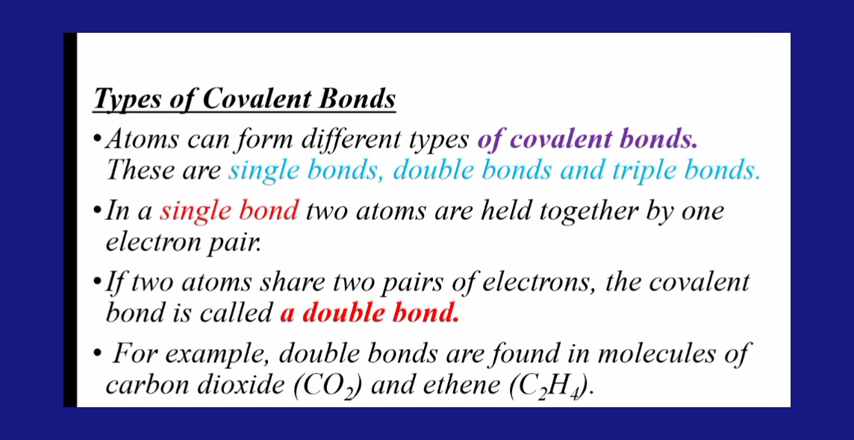 Types of Covalent Bonds
•Atoms can form different types of covalent bonds.
These are single bonds, double bonds and triple bonds.
•In a single bond two atoms are held together by one
electron pair.
•If two atoms share two pairs of electrons, the covalent
bond is called a double bond.
• For example, double bonds are found in molecules of
carbon dioxide (CO₂) and ethene (C₂H₄).